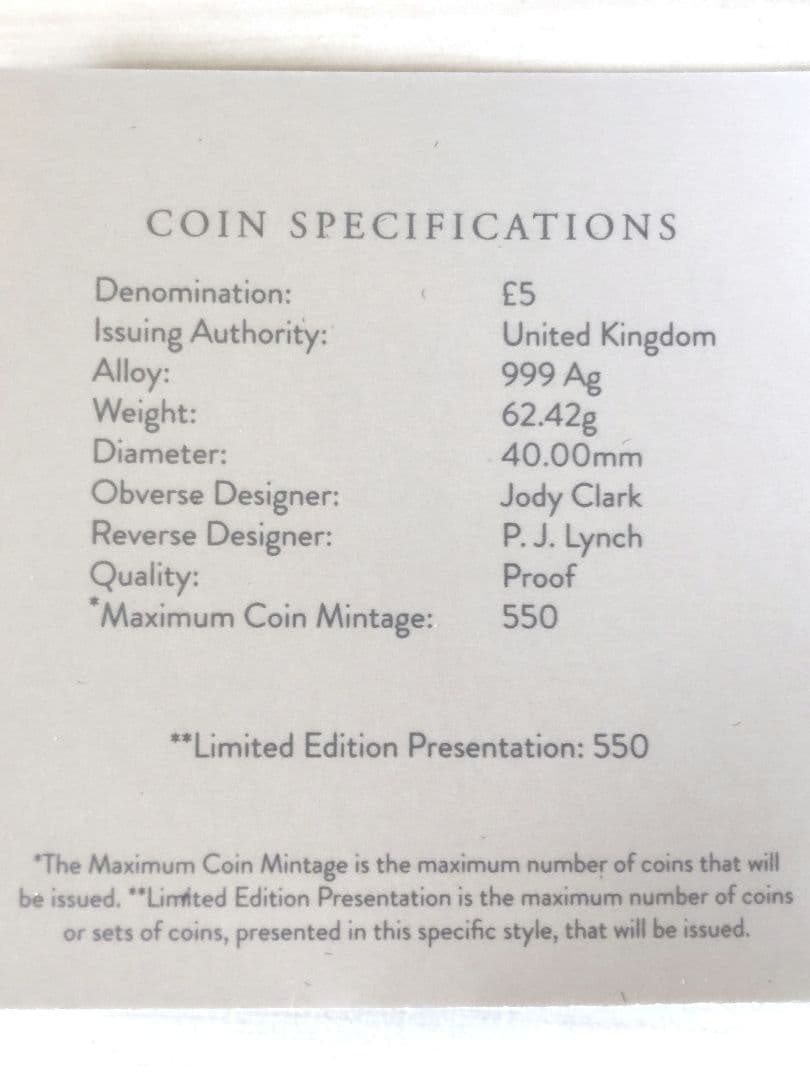 COIN SPECIFICATIONS
Denomination: £5
Issuing Authority: United Kingdom
Alloy: 999 Ag
Weight: 62.42g
Diameter: 40.00mm
Obverse Designer: Jody Clark
Reverse Designer: P. J. Lynch
Quality: Proof
*Maximum Coin Mintage: 550
**Limited Edition Presentation: 550
*The Maximum Coin Mintage is the maximum number of coins that will
be issued. **Limited Edition Presentation is the maximum number of coins
or sets of coins, presented in this specific style, that will be issued.